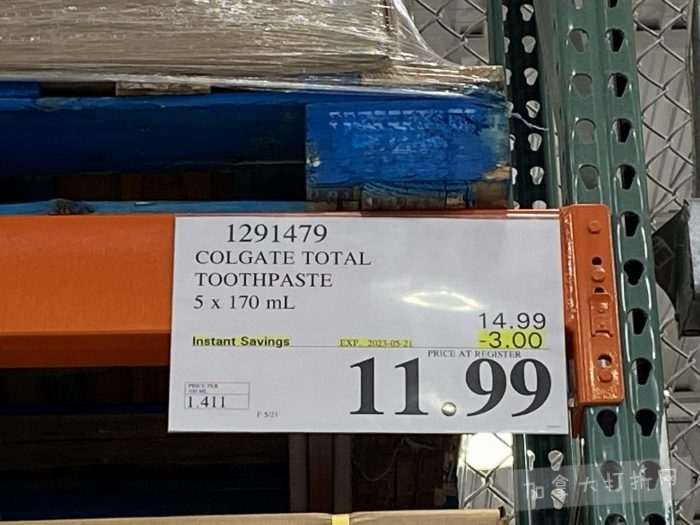 1291479
COLGATE TOTAL
TOOTHPASTE
5 x 170 mL
14.99
Instant Savings EXP. 2023-05-21 -3.00
PRICE AT REGISTER
11.99
PRICE PER
100 ML
1.411
F 5/21
加拿大打折网